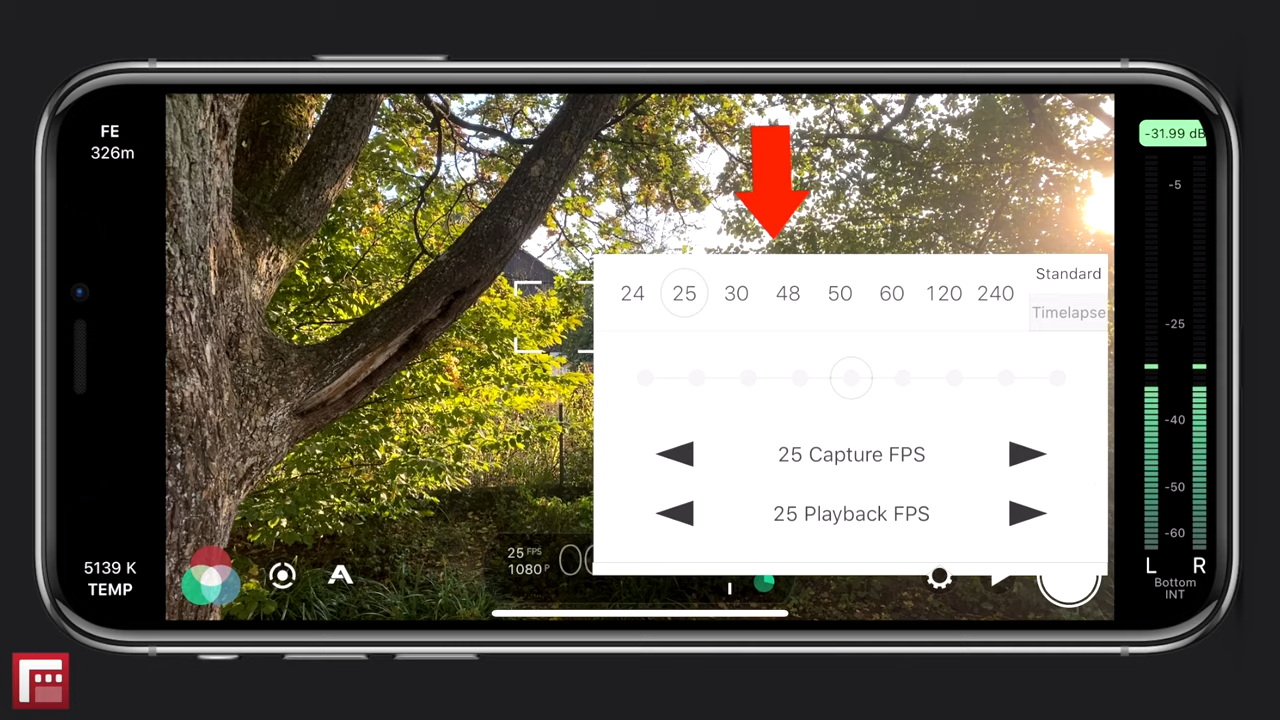 FE
326m
-31.99 dB
-5
-25
-40
-50
-60
L R
Bottom
INT
Standard
Timelapse
24 25 30 48 50 60 120 240
25 Capture FPS
25 Playback FPS
25 FPS
1080 P
5139 K
TEMP